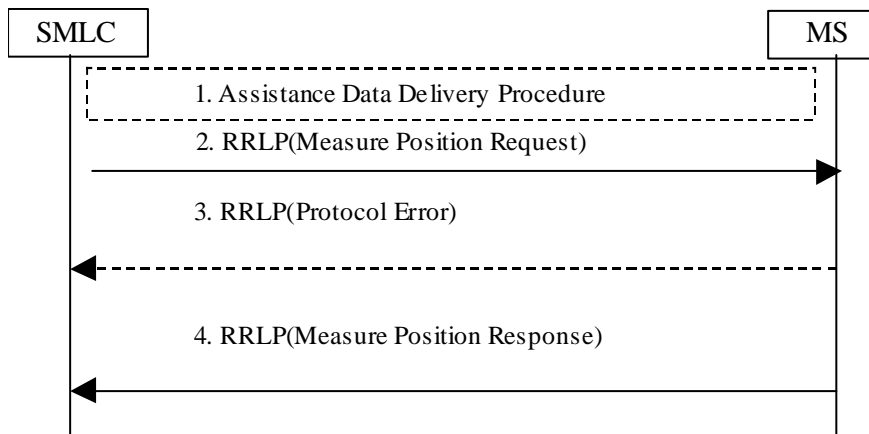 SMLC
MS
1. Assistance Data Delivery Procedure
2. RRLP(Measure Position Request)
3. RRLP(Protocol Error)
4. RRLP(Measure Position Response)